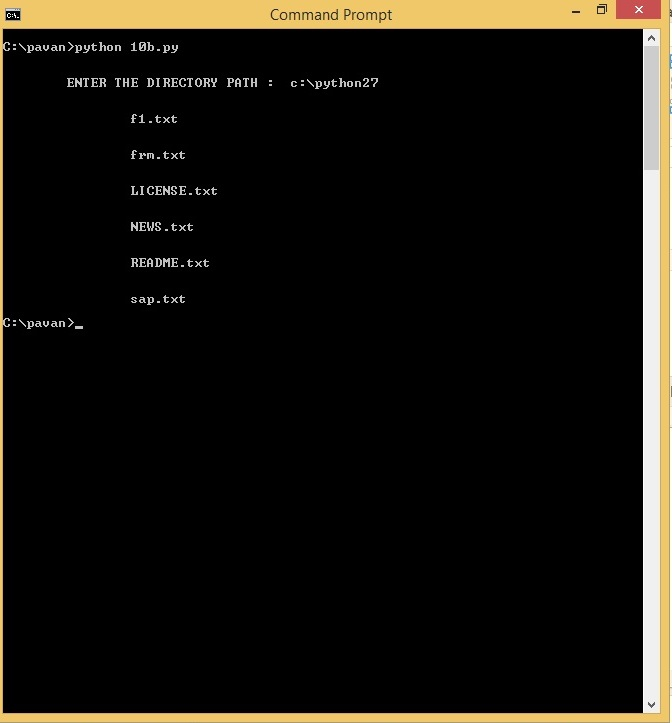 Command Prompt
C:\pavan>python 10b.py
ENTER THE DIRECTORY PATH :  c:\python27
f1.txt
frm.txt
LICENSE.txt
NEWS.txt
README.txt
sap.txt
C:\pavan>_